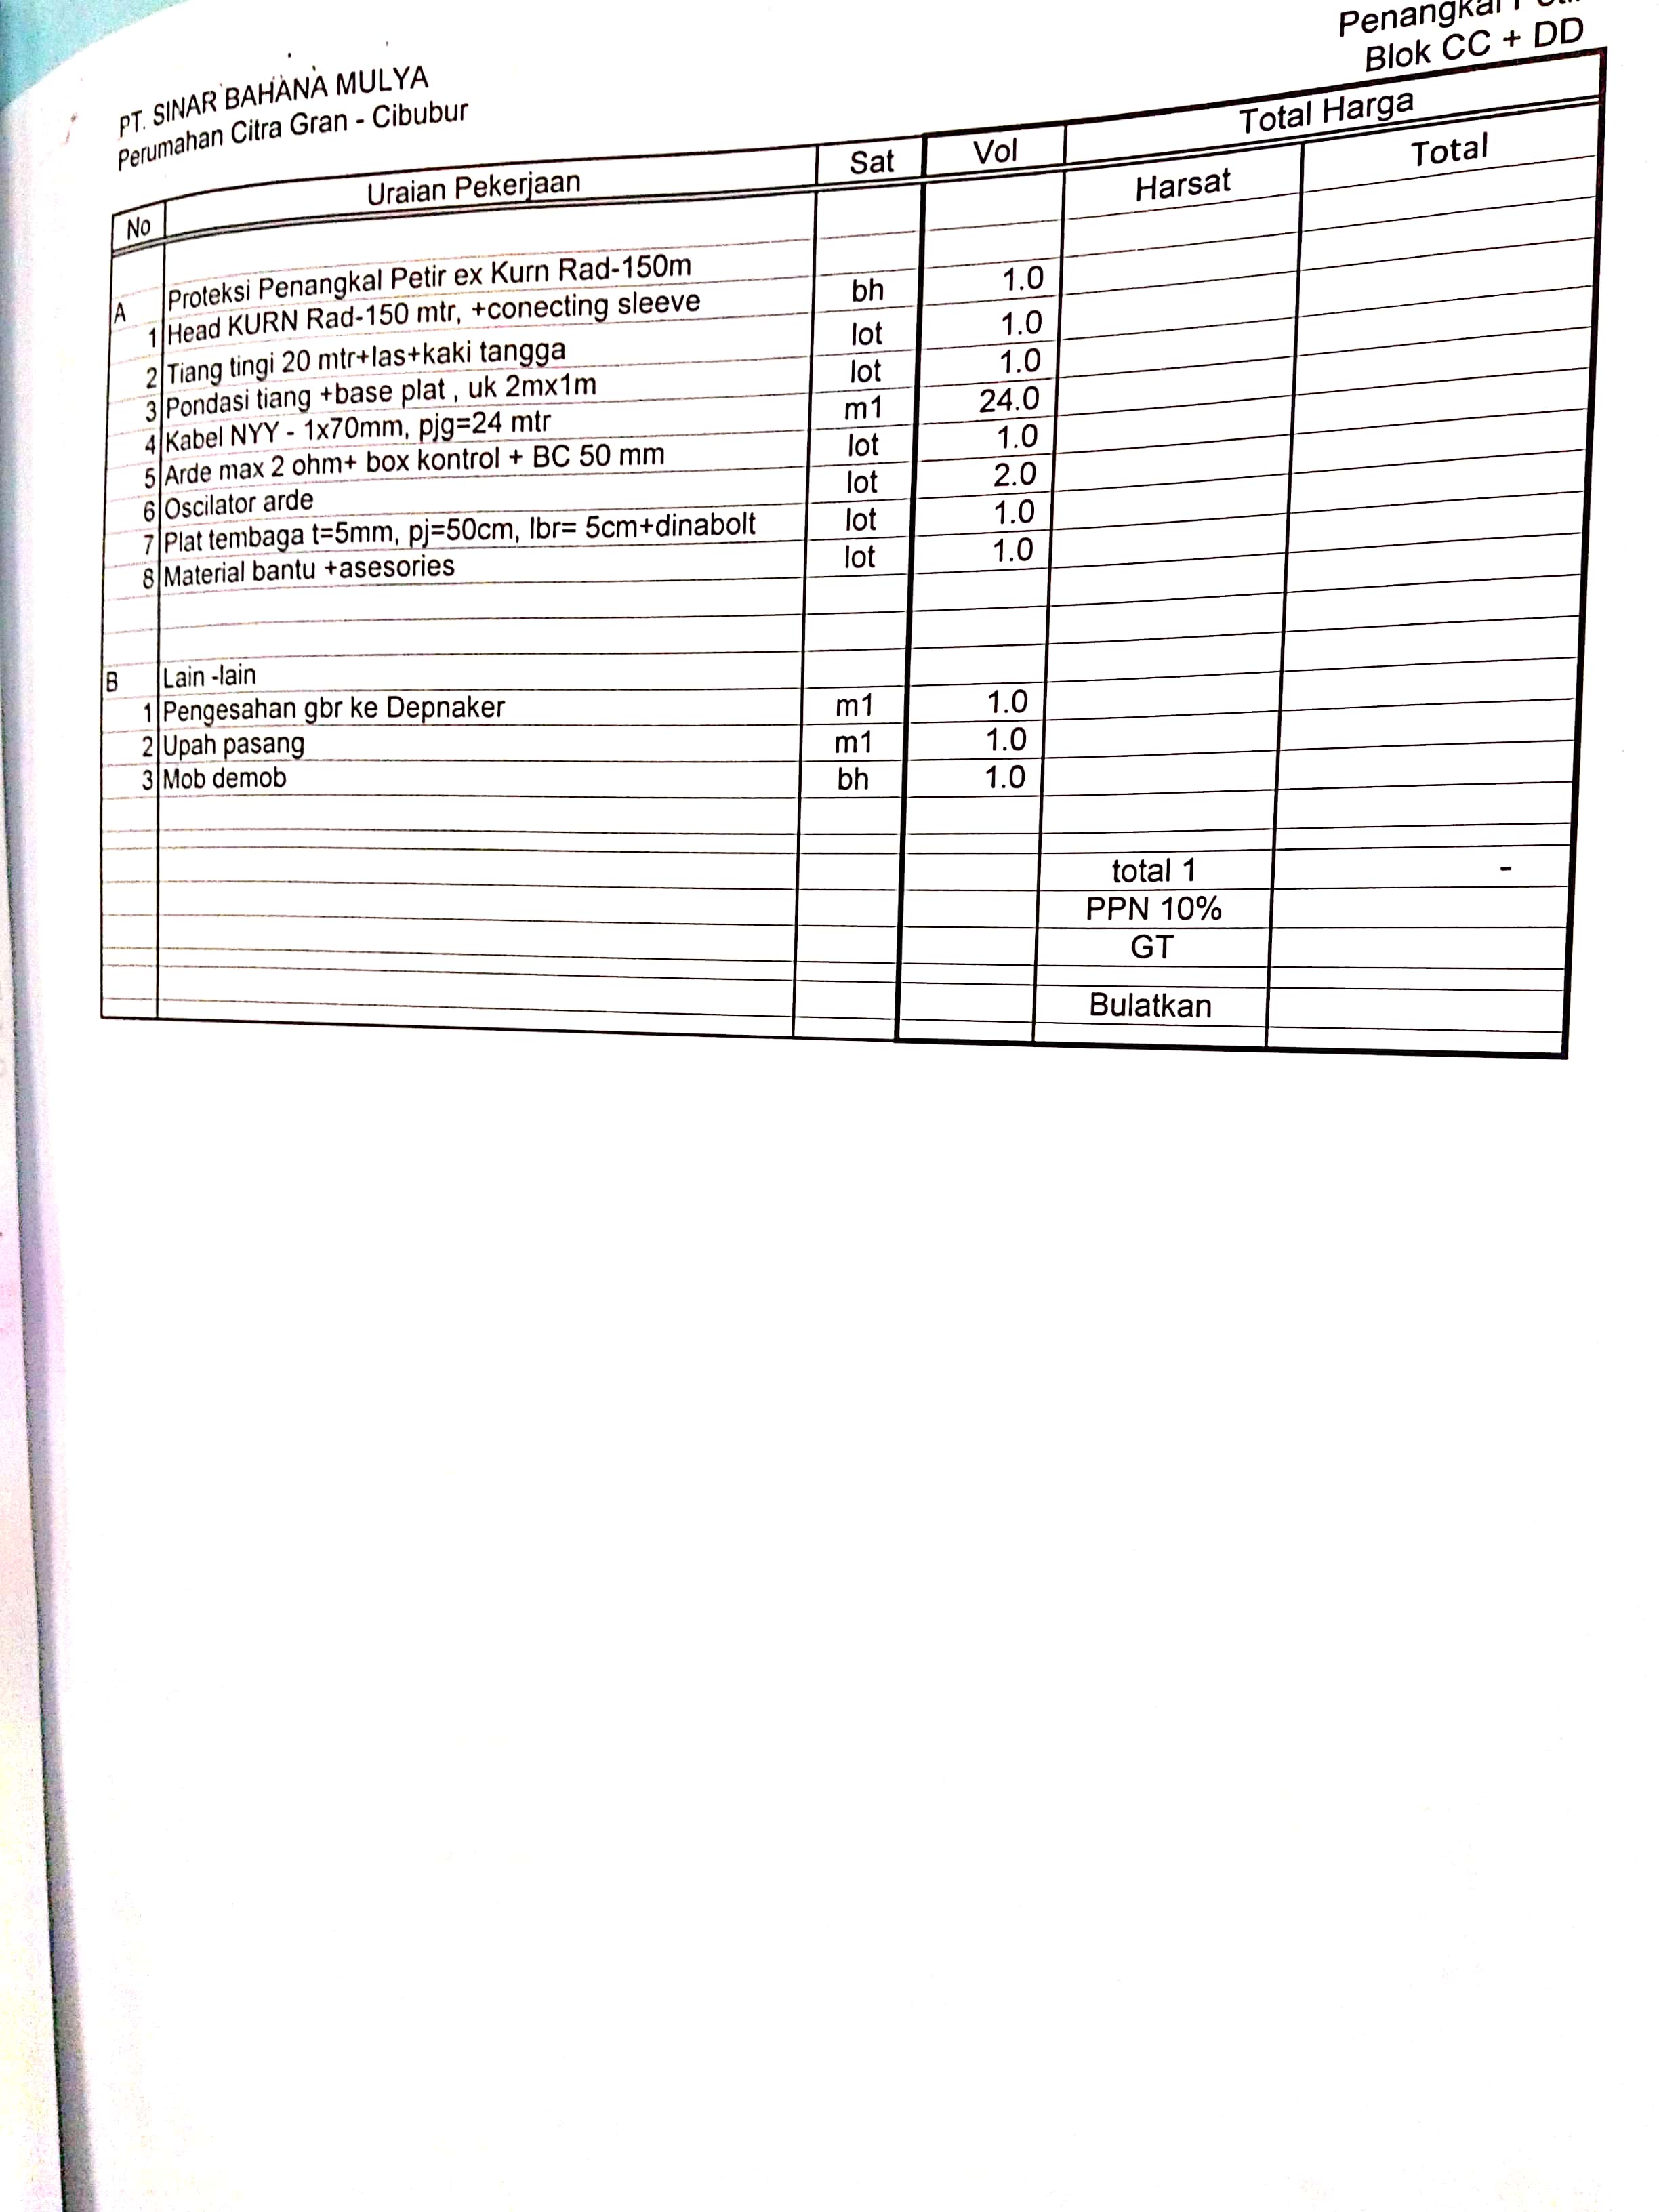 PT. SINAR BAHANA MULYA
Perumahan Citra Gran - Cibubur
Penangkal
Blok CC + DD
No Uraian Pekerjaan Sat Vol Total Harga
Harsat Total
A Proteksi Penangkal Petir ex Kurn Rad-150m
1 Head KURN Rad-150 mtr, +conecting sleeve bh 1.0
2 Tiang tingi 20 mtr+las+kaki tangga lot 1.0
3 Pondasi tiang +base plat , uk 2mx1m lot 1.0
4 Kabel NYY - 1x70mm, pjg=24 mtr m1 24.0
5 Arde max 2 ohm+ box kontrol + BC 50 mm lot 1.0
6 Oscilator arde lot 2.0
7 Plat tembaga t=5mm, pj=50cm, lbr= 5cm+dinabolt lot 1.0
8 Material bantu +asesories lot 1.0
B Lain -lain
1 Pengesahan gbr ke Depnaker m1 1.0
2 Upah pasang m1 1.0
3 Mob demob bh 1.0
total 1 -
PPN 10%
GT
Bulatkan